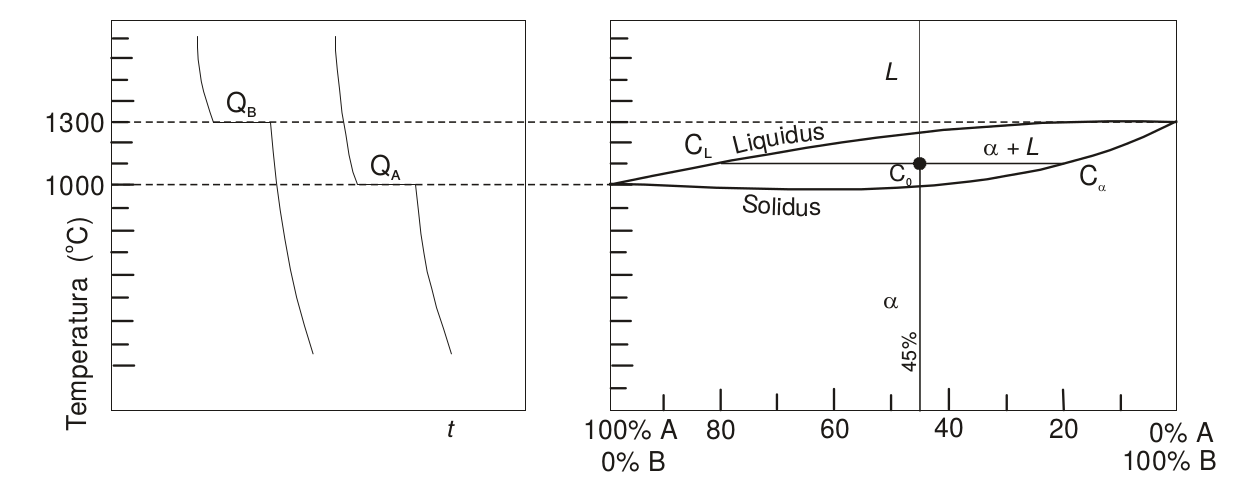 Q_B
1300
Q_A
1000
Temperatura (°C)
t
L
C_L Liquidus
α + L
C_0
C_α
Solidus
α
45%
100% A 80 60 40 20 0% A
0% B 100% B